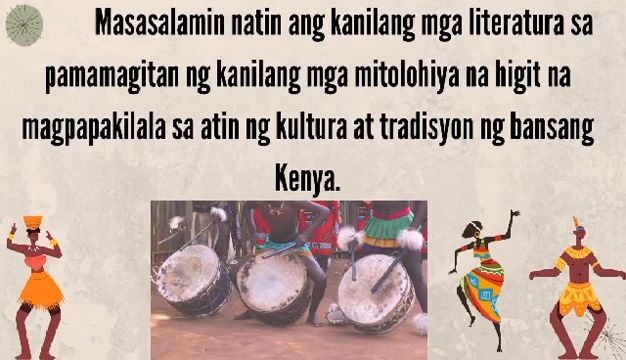 Masasalamin natin ang kanilang mga literatura sa
pamamagitan ng kanilang mga mitolohiya na higit na
magpapakilala sa atin ng kultura at tradisyon ng bansang
Kenya.